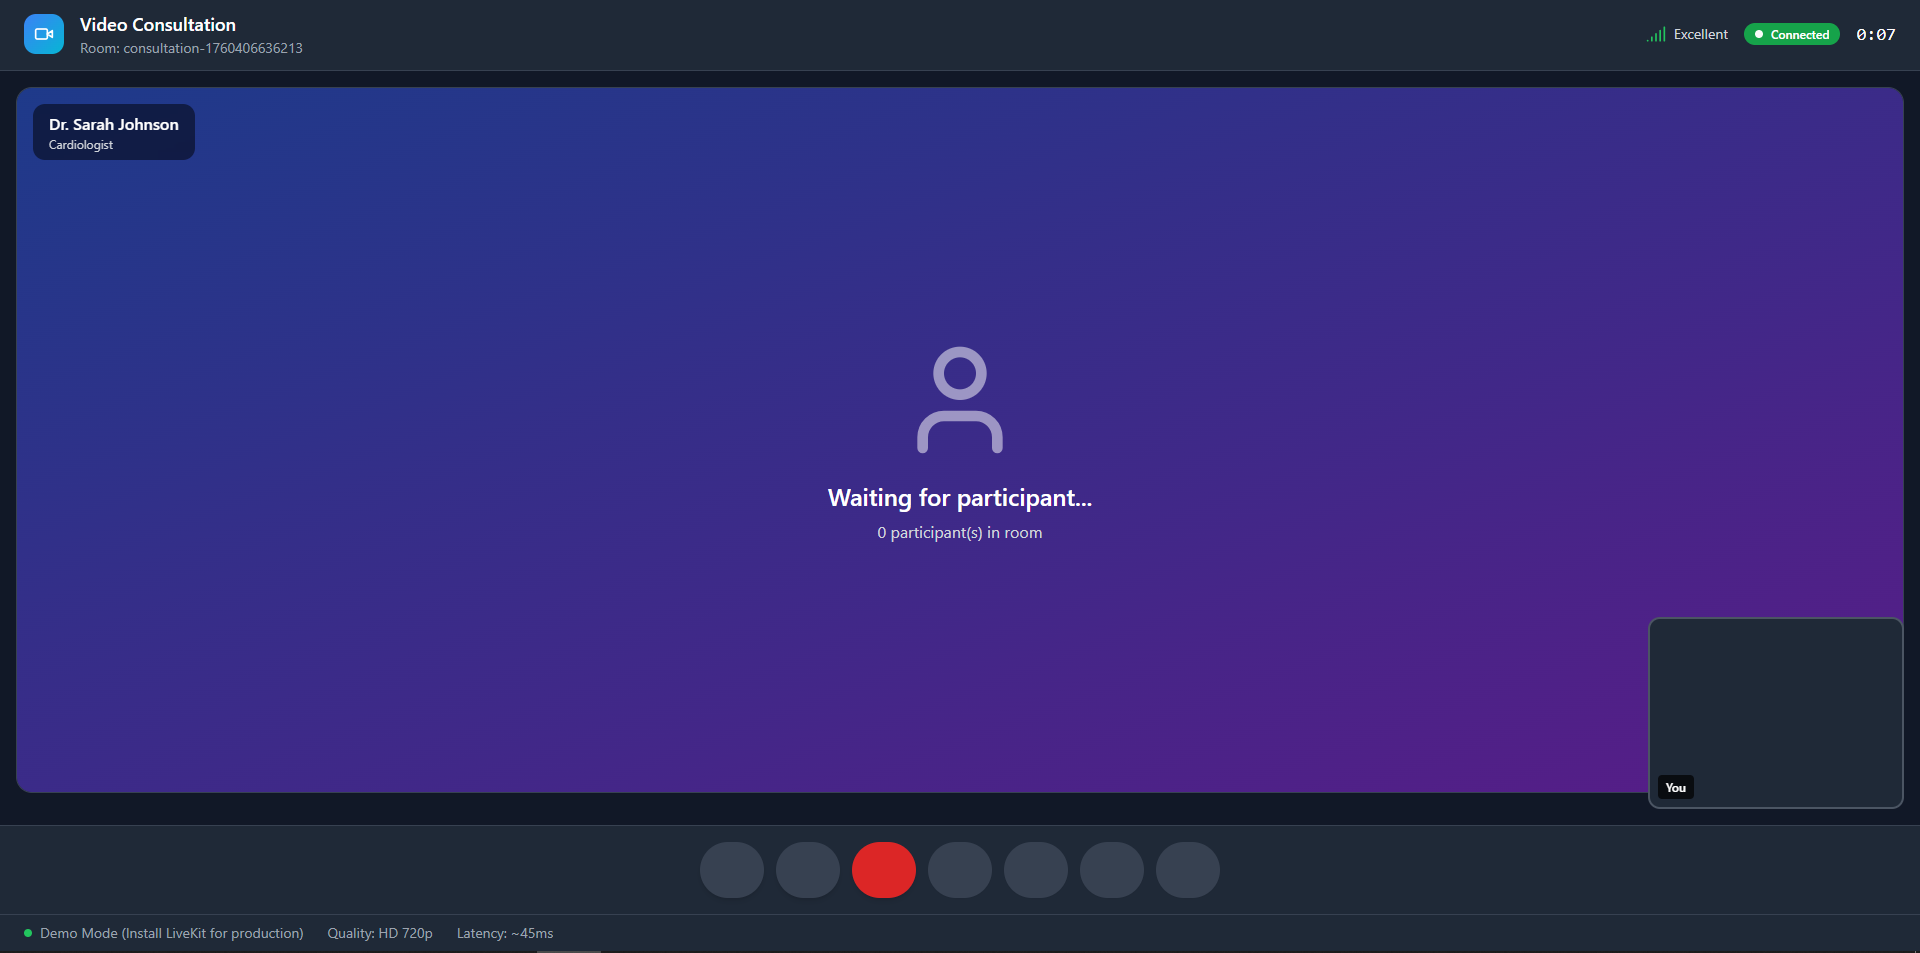 Video Consultation
Room: consultation-1760406636213
Excellent
Connected
0:07
Dr. Sarah Johnson
Cardiologist
Waiting for participant...
0 participant(s) in room
You
Demo Mode (Install LiveKit for production)
Quality: HD 720p
Latency: ~45ms